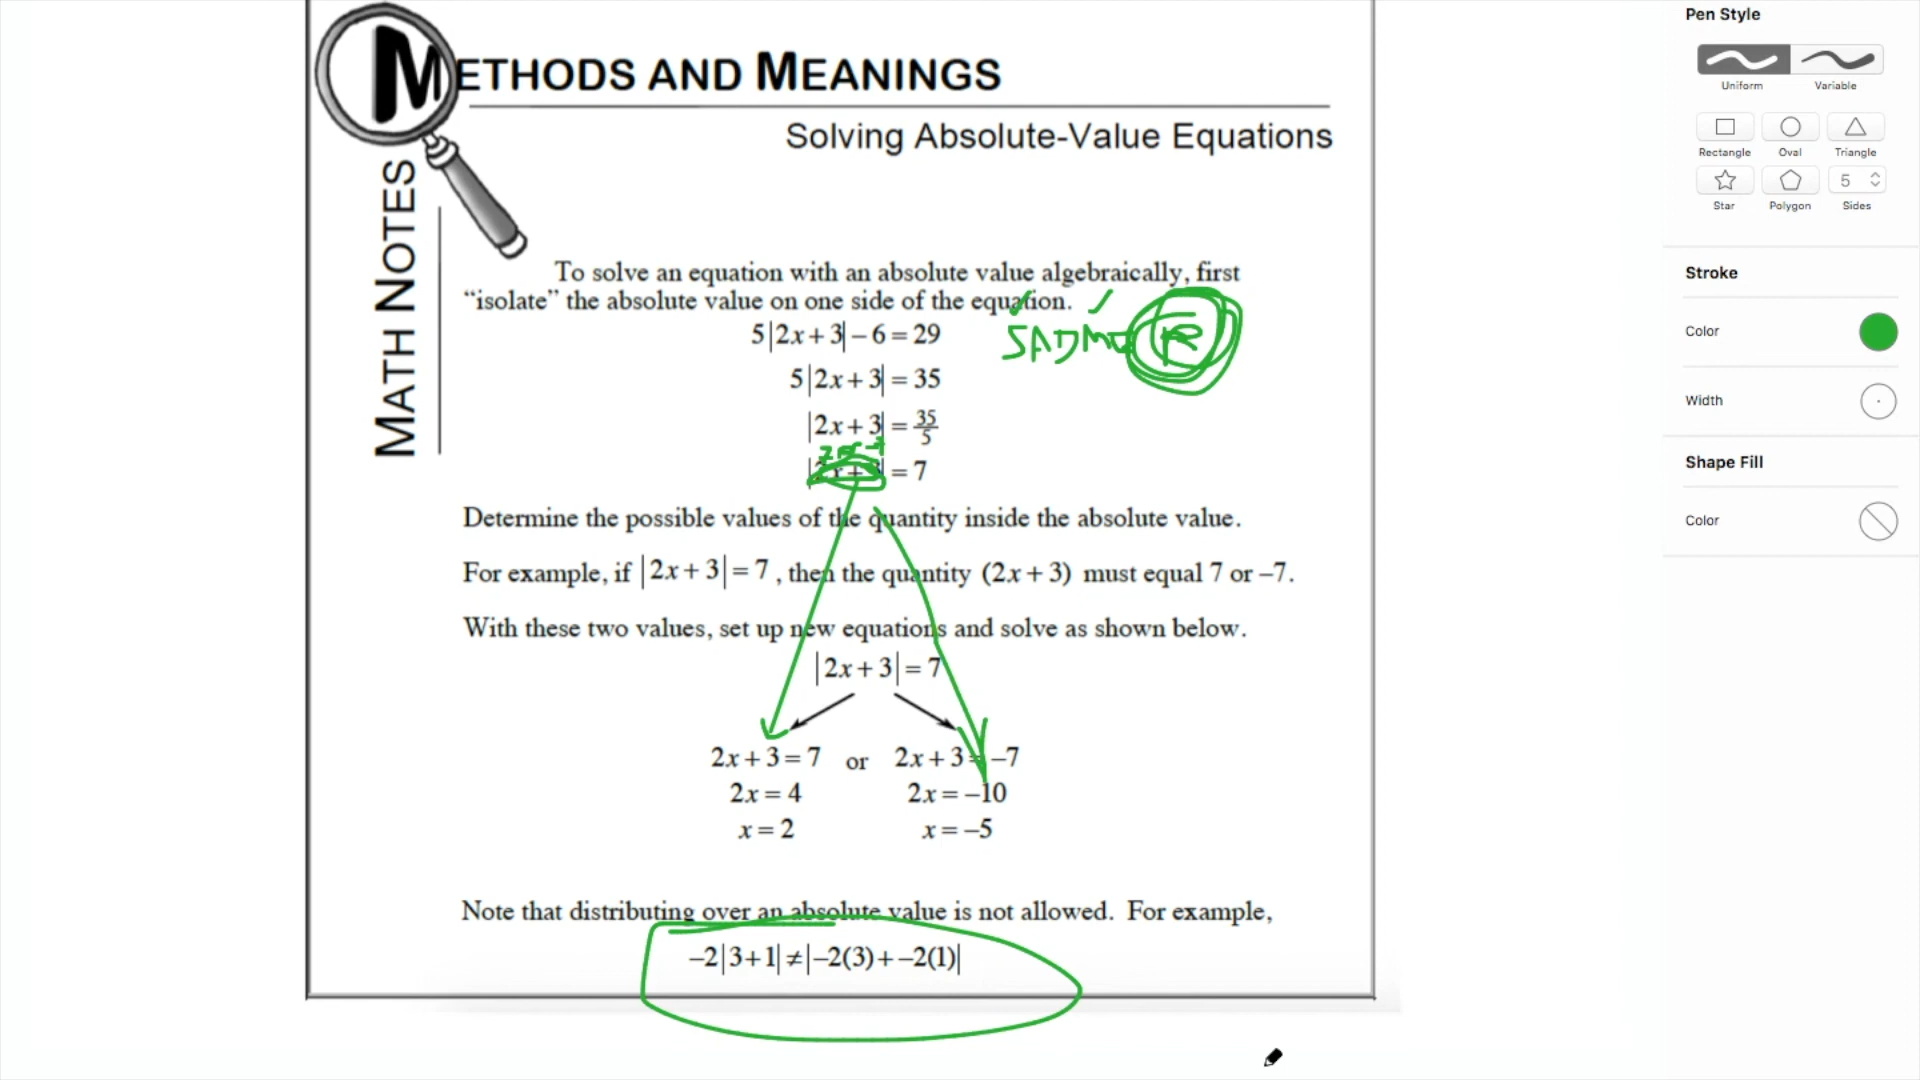 METHODS AND MEANINGS
Solving Absolute-Value Equations
MATH NOTES
To solve an equation with an absolute value algebraically, first
“isolate” the absolute value on one side of the equation.
5|2x + 3| – 6 = 29
5|2x + 3| = 35
|2x + 3| = 35/5
|2x + 3| = 7
Determine the possible values of the quantity inside the absolute value.
For example, if |2x + 3| = 7 , then the quantity (2x + 3) must equal 7 or –7.
With these two values, set up new equations and solve as shown below.
|2x + 3| = 7
2x + 3 = 7 or 2x + 3 = –7
2x = 4 2x = –10
x = 2 x = –5
Note that distributing over an absolute value is not allowed. For example,
–2|3 + 1| ≠ |–2(3) + –2(1)|
Pen Style
Uniform Variable
Rectangle Oval Triangle
5
Star Polygon Sides
Stroke
Color
Width
Shape Fill
Color